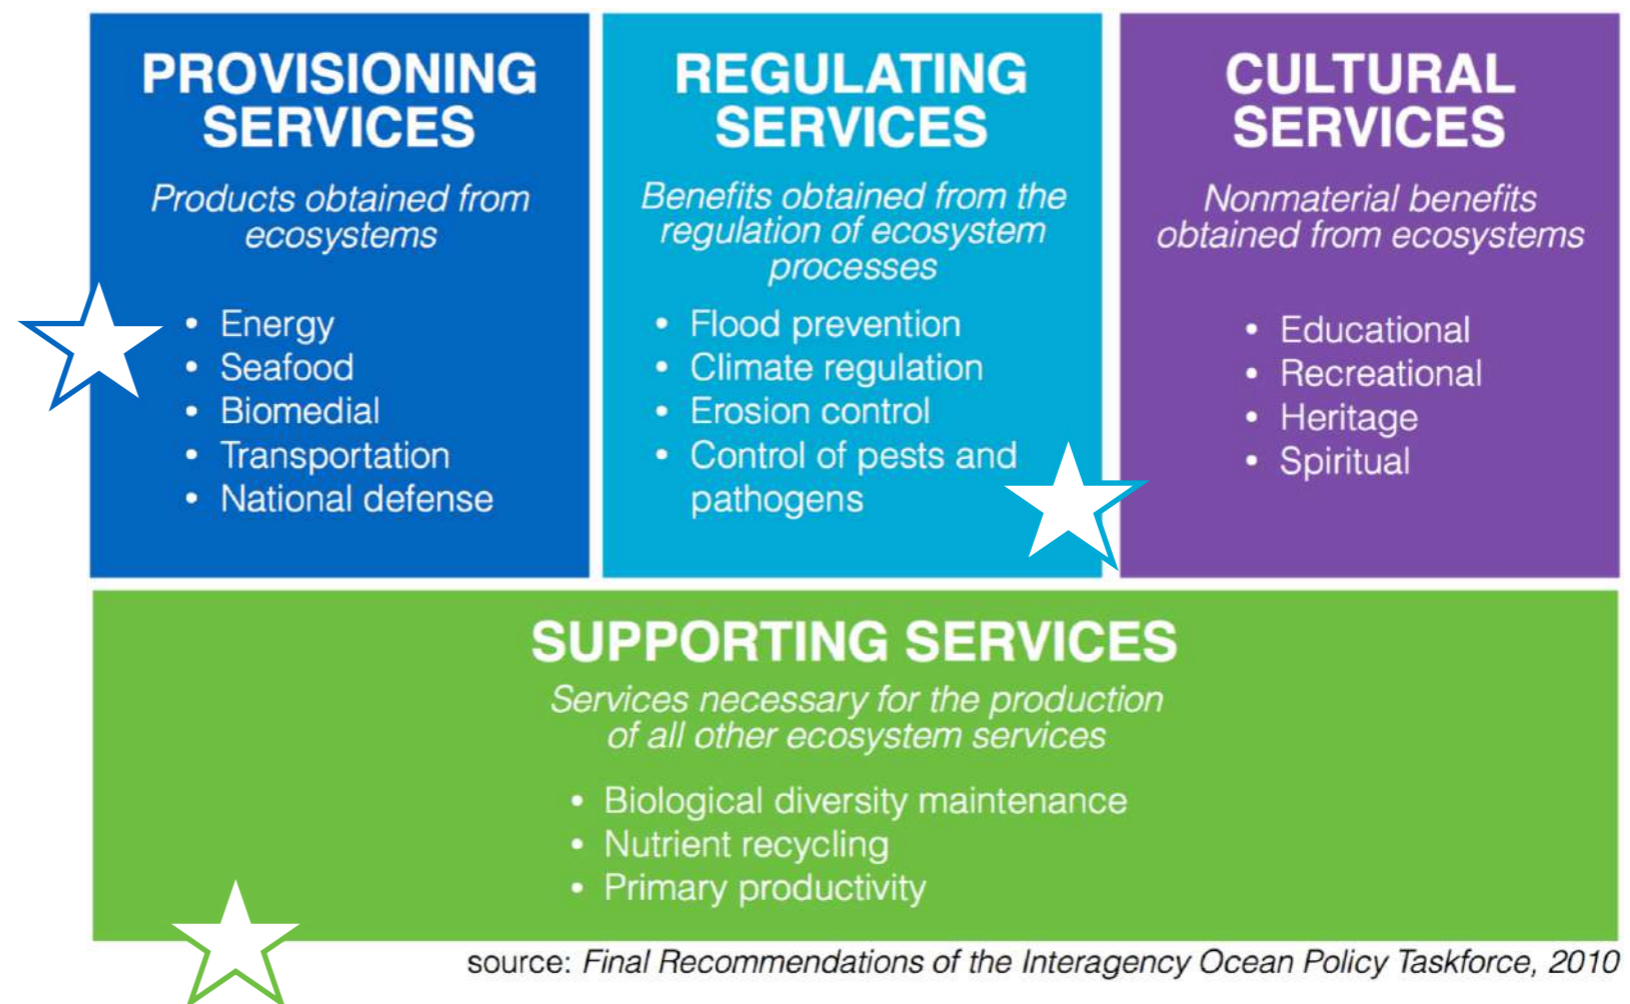 PROVISIONING
SERVICES
Products obtained from
ecosystems
• Energy
• Seafood
• Biomedial
• Transportation
• National defense
REGULATING
SERVICES
Benefits obtained from the
regulation of ecosystem
processes
• Flood prevention
• Climate regulation
• Erosion control
• Control of pests and
pathogens
CULTURAL
SERVICES
Nonmaterial benefits
obtained from ecosystems
• Educational
• Recreational
• Heritage
• Spiritual
SUPPORTING SERVICES
Services necessary for the production
of all other ecosystem services
• Biological diversity maintenance
• Nutrient recycling
• Primary productivity
source: Final Recommendations of the Interagency Ocean Policy Taskforce, 2010